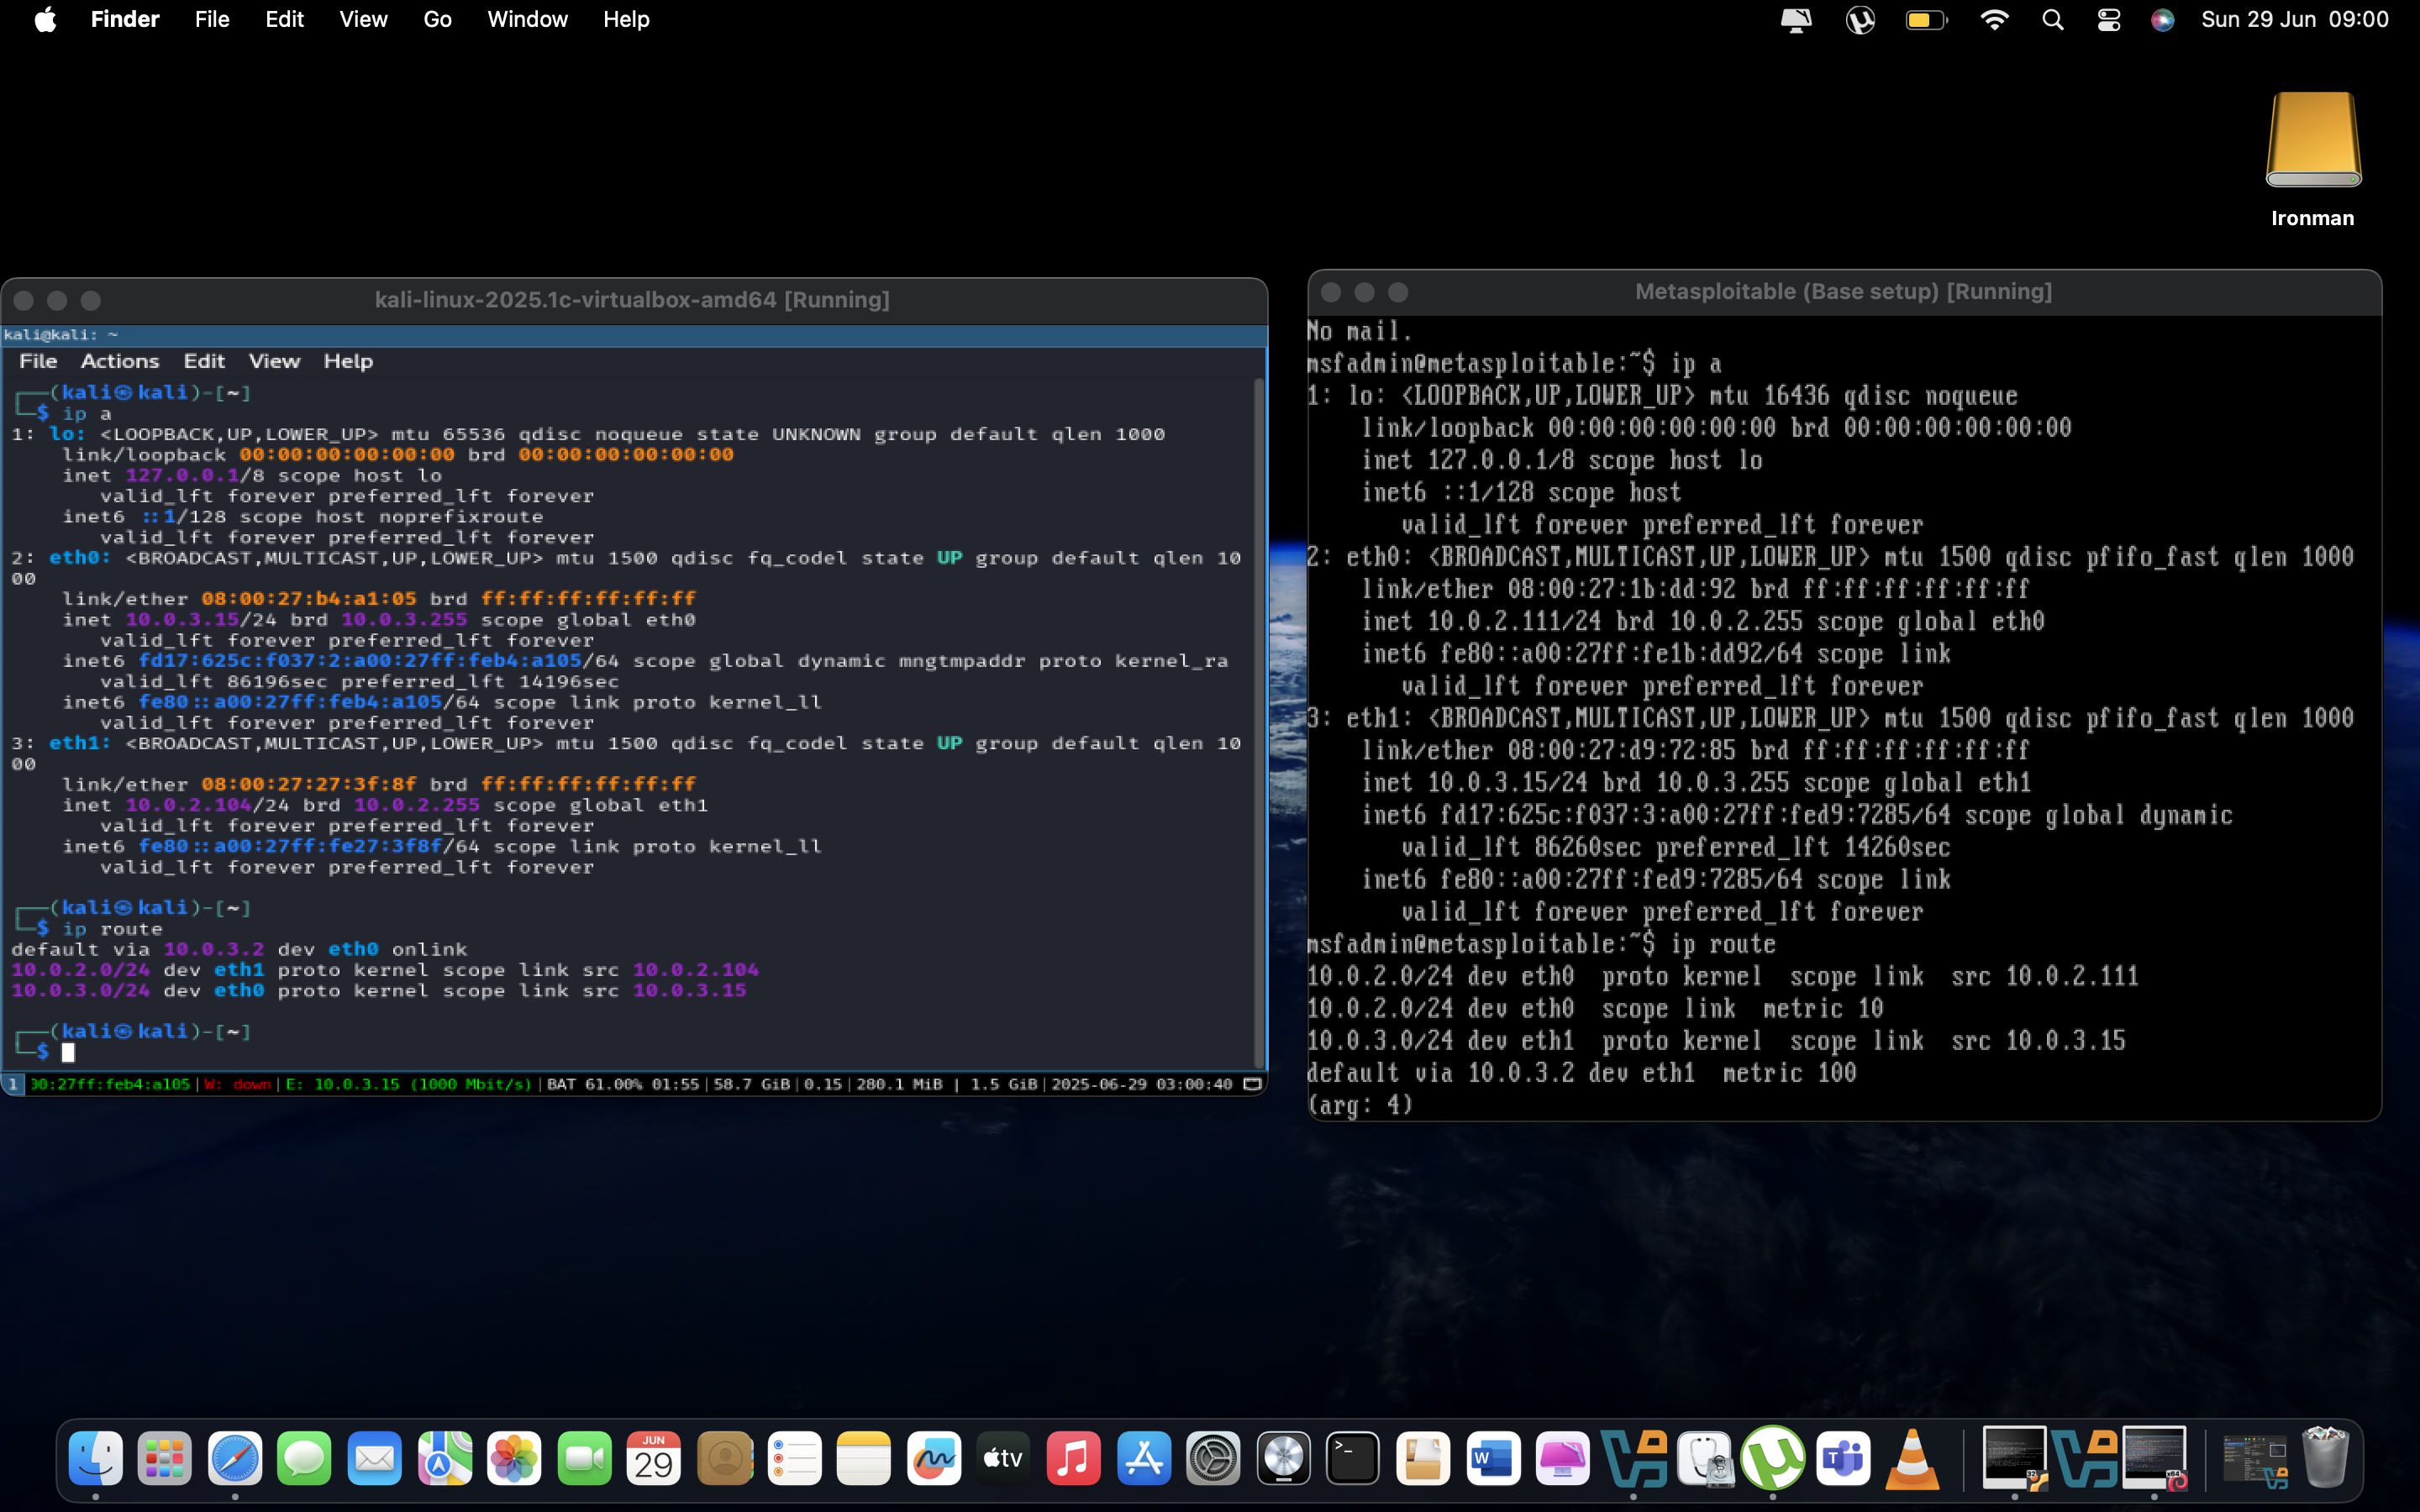 Finder File Edit View Go Window Help
Sun 29 Jun 09:00
Ironman
kali-linux-2025.1c-virtualbox-amd64 [Running]
kali@kali: ~
File Actions Edit View Help
┌──(kali㉿kali)-[~]
└─$ ip a
1: lo: <LOOPBACK,UP,LOWER_UP> mtu 65536 qdisc noqueue state UNKNOWN group default qlen 1000
link/loopback 00:00:00:00:00:00 brd 00:00:00:00:00:00
inet 127.0.0.1/8 scope host lo
valid_lft forever preferred_lft forever
inet6 ::1/128 scope host noprefixroute
valid_lft forever preferred_lft forever
2: eth0: <BROADCAST,MULTICAST,UP,LOWER_UP> mtu 1500 qdisc fq_codel state UP group default qlen 10
00
link/ether 08:00:27:b4:a1:05 brd ff:ff:ff:ff:ff:ff
inet 10.0.3.15/24 brd 10.0.3.255 scope global eth0
valid_lft forever preferred_lft forever
inet6 fd17:625c:f037:2:a00:27ff:feb4:a105/64 scope global dynamic mngtmpaddr proto kernel_ra
valid_lft 86196sec preferred_lft 14196sec
inet6 fe80::a00:27ff:feb4:a105/64 scope link proto kernel_ll
valid_lft forever preferred_lft forever
3: eth1: <BROADCAST,MULTICAST,UP,LOWER_UP> mtu 1500 qdisc fq_codel state UP group default qlen 10
00
link/ether 08:00:27:27:3f:8f brd ff:ff:ff:ff:ff:ff
inet 10.0.2.104/24 brd 10.0.2.255 scope global eth1
valid_lft forever preferred_lft forever
inet6 fe80::a00:27ff:fe27:3f8f/64 scope link proto kernel_ll
valid_lft forever preferred_lft forever
┌──(kali㉿kali)-[~]
└─$ ip route
default via 10.0.3.2 dev eth0 onlink
10.0.2.0/24 dev eth1 proto kernel scope link src 10.0.2.104
10.0.3.0/24 dev eth0 proto kernel scope link src 10.0.3.15
┌──(kali㉿kali)-[~]
└─$
1 00:27ff:feb4:a105|W: down|E: 10.0.3.15 (1000 Mbit/s)|BAT 61.00% 01:55|58.7 GiB|0.15|280.1 MiB | 1.5 GiB|2025-06-29 03:00:40
Metasploitable (Base setup) [Running]
No mail.
msfadmin@metasploitable:~$ ip a
1: lo: <LOOPBACK,UP,LOWER_UP> mtu 16436 qdisc noqueue
link/loopback 00:00:00:00:00:00 brd 00:00:00:00:00:00
inet 127.0.0.1/8 scope host lo
inet6 ::1/128 scope host
valid_lft forever preferred_lft forever
2: eth0: <BROADCAST,MULTICAST,UP,LOWER_UP> mtu 1500 qdisc pfifo_fast qlen 1000
link/ether 08:00:27:1b:dd:92 brd ff:ff:ff:ff:ff:ff
inet 10.0.2.111/24 brd 10.0.2.255 scope global eth0
inet6 fe80::a00:27ff:fe1b:dd92/64 scope link
valid_lft forever preferred_lft forever
3: eth1: <BROADCAST,MULTICAST,UP,LOWER_UP> mtu 1500 qdisc pfifo_fast qlen 1000
link/ether 08:00:27:d9:72:85 brd ff:ff:ff:ff:ff:ff
inet 10.0.3.15/24 brd 10.0.3.255 scope global eth1
inet6 fd17:625c:f037:3:a00:27ff:fed9:7285/64 scope global dynamic
valid_lft 86260sec preferred_lft 14260sec
inet6 fe80::a00:27ff:fed9:7285/64 scope link
valid_lft forever preferred_lft forever
msfadmin@metasploitable:~$ ip route
10.0.2.0/24 dev eth0 proto kernel scope link src 10.0.2.111
10.0.2.0/24 dev eth0 scope link metric 10
10.0.3.0/24 dev eth1 proto kernel scope link src 10.0.3.15
default via 10.0.3.2 dev eth1 metric 100
(arg: 4)
JUN
29
tv
>_
W
T
32